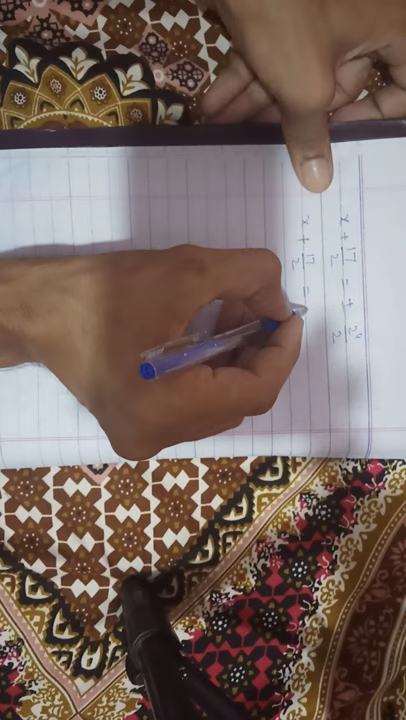 x + 17/2 = + 29/2
x + 17/2 =